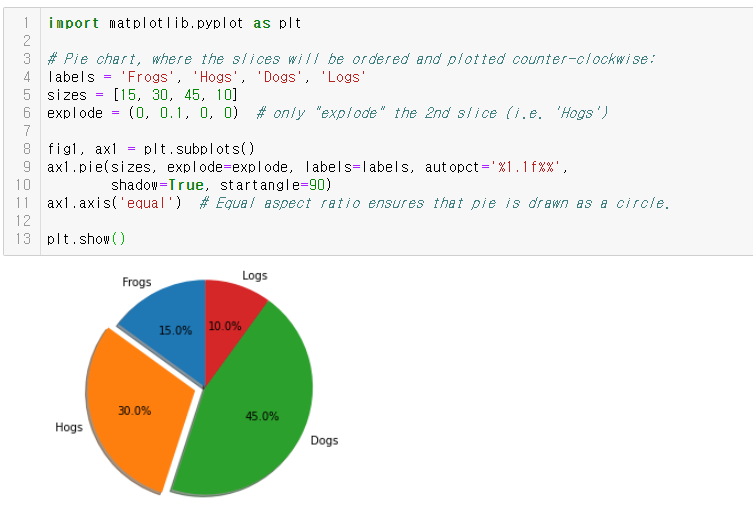 1 import matplotlib.pyplot as plt
2
3 # Pie chart, where the slices will be ordered and plotted counter-clockwise:
4 labels = 'Frogs', 'Hogs', 'Dogs', 'Logs'
5 sizes = [15, 30, 45, 10]
6 explode = (0, 0.1, 0, 0)  # only "explode" the 2nd slice (i.e. 'Hogs')
7
8 fig1, ax1 = plt.subplots()
9 ax1.pie(sizes, explode=explode, labels=labels, autopct='%1.1f%%',
10         shadow=True, startangle=90)
11 ax1.axis('equal')  # Equal aspect ratio ensures that pie is drawn as a circle.
12
13 plt.show()
Frogs
Logs
15.0%
10.0%
30.0%
45.0%
Hogs
Dogs